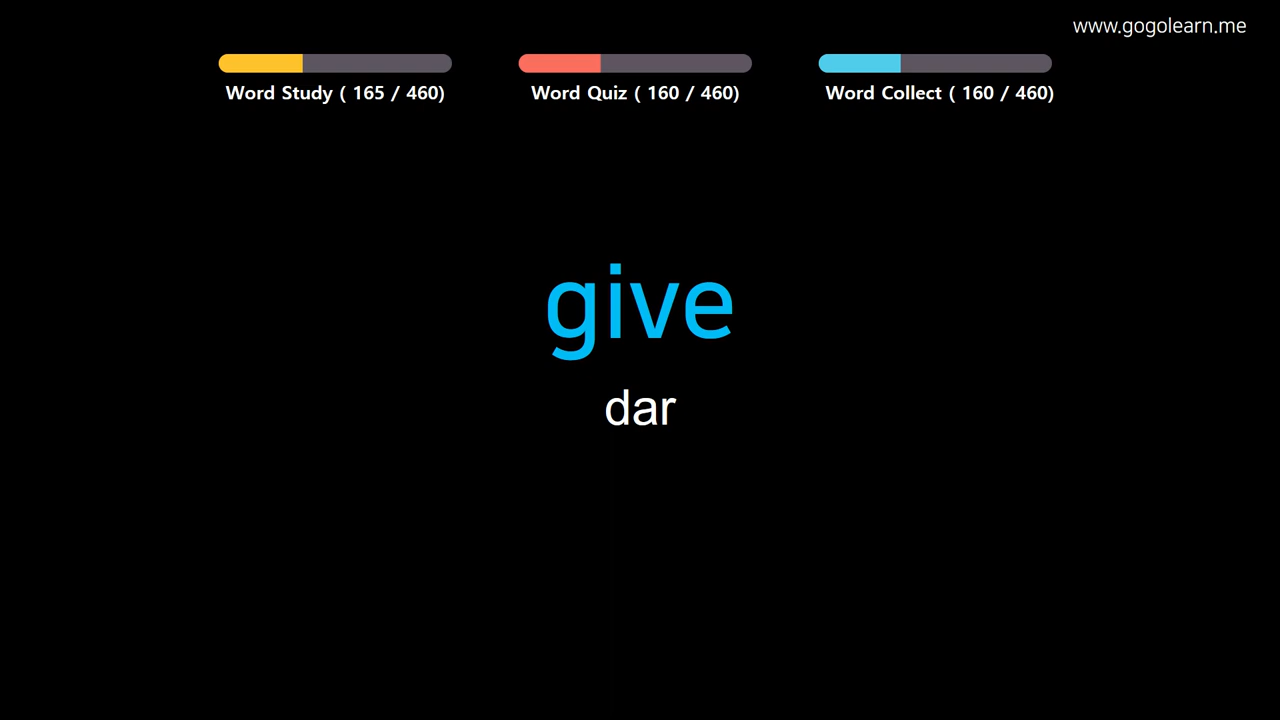 www.gogolearn.me
Word Study ( 165 / 460)
Word Quiz ( 160 / 460)
Word Collect ( 160 / 460)
give
dar